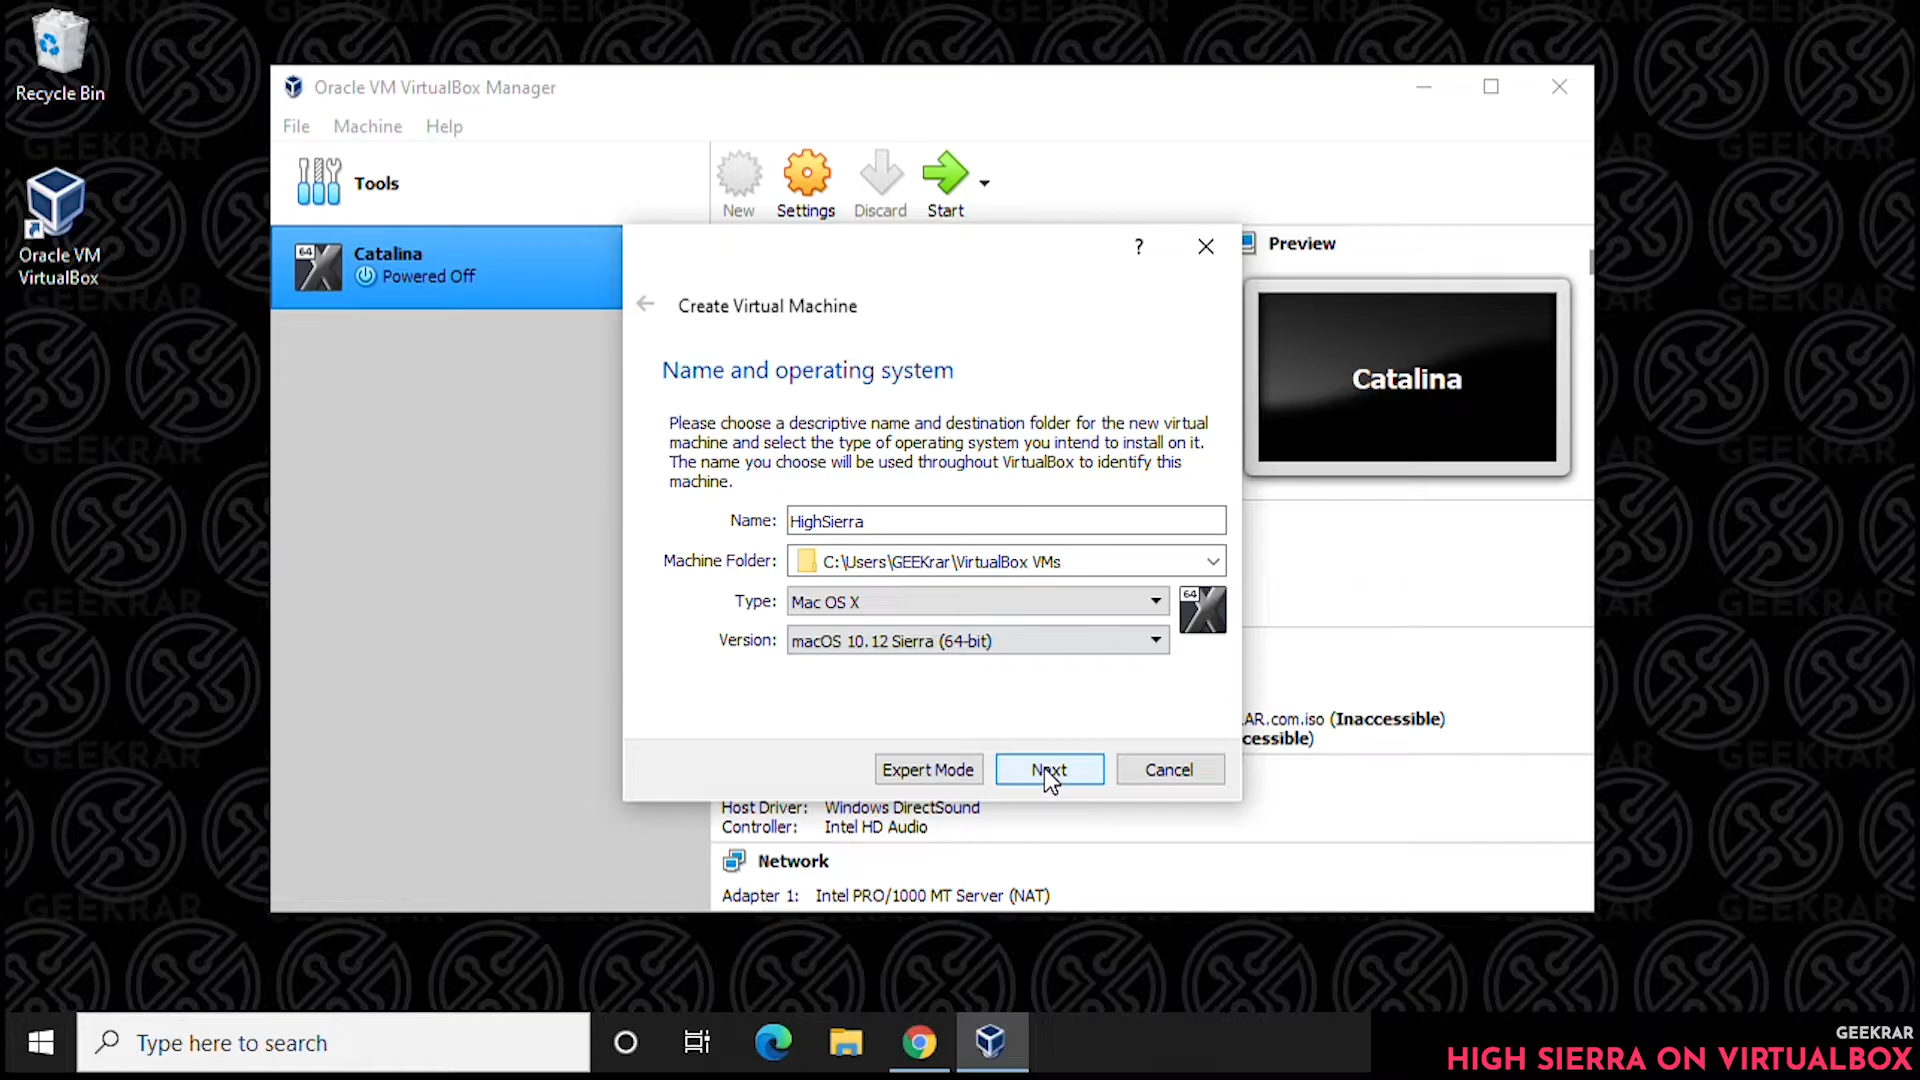 Recycle Bin
Oracle VM
VirtualBox
Oracle VM VirtualBox Manager
File Machine Help
Tools
New Settings Discard Start
64
Catalina
Powered Off
Preview
Catalina
?
Create Virtual Machine
Name and operating system
Please choose a descriptive name and destination folder for the new virtual
machine and select the type of operating system you intend to install on it.
The name you choose will be used throughout VirtualBox to identify this
machine.
Name: HighSierra
Machine Folder: C:\Users\GEEKrar\VirtualBox VMs
Type: Mac OS X
64
Version: macOS 10.12 Sierra (64-bit)
Expert Mode Next Cancel
AR.com.iso (Inaccessible)
cessible)
Host Driver: Windows DirectSound
Controller: Intel HD Audio
Network
Adapter 1: Intel PRO/1000 MT Server (NAT)
Type here to search
GEEKRAR
HIGH SIERRA ON VIRTUALBOX